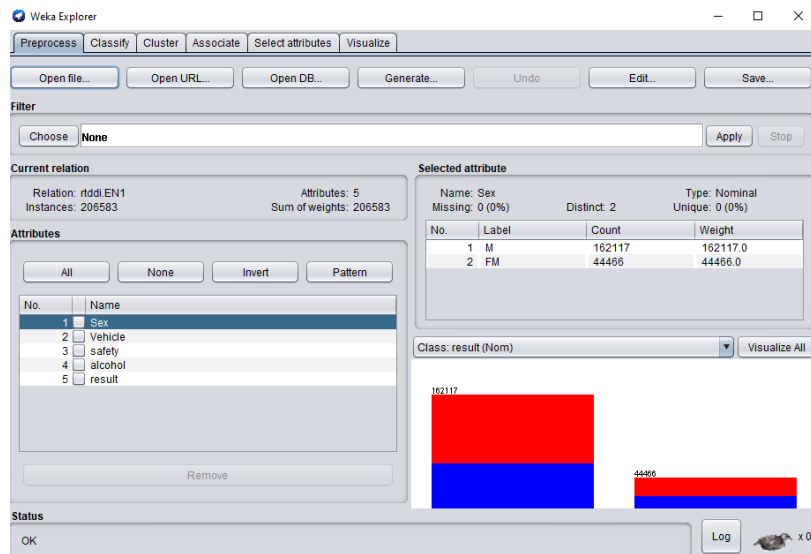 Weka Explorer
Preprocess Classify Cluster Associate Select attributes Visualize
Open file... Open URL... Open DB... Generate... Undo Edit... Save...
Filter
Choose None Apply Stop
Current relation
Relation: rtddi.EN1 Attributes: 5
Instances: 206583 Sum of weights: 206583
Attributes
All None Invert Pattern
No. Name
1 Sex
2 Vehicle
3 safety
4 alcohol
5 result
Remove
Selected attribute
Name: Sex Type: Nominal
Missing: 0 (0%) Distinct: 2 Unique: 0 (0%)
No. Label Count Weight
1 M 162117 162117.0
2 FM 44466 44466.0
Class: result (Nom) Visualize All
162117
44466
Status
OK Log x 0